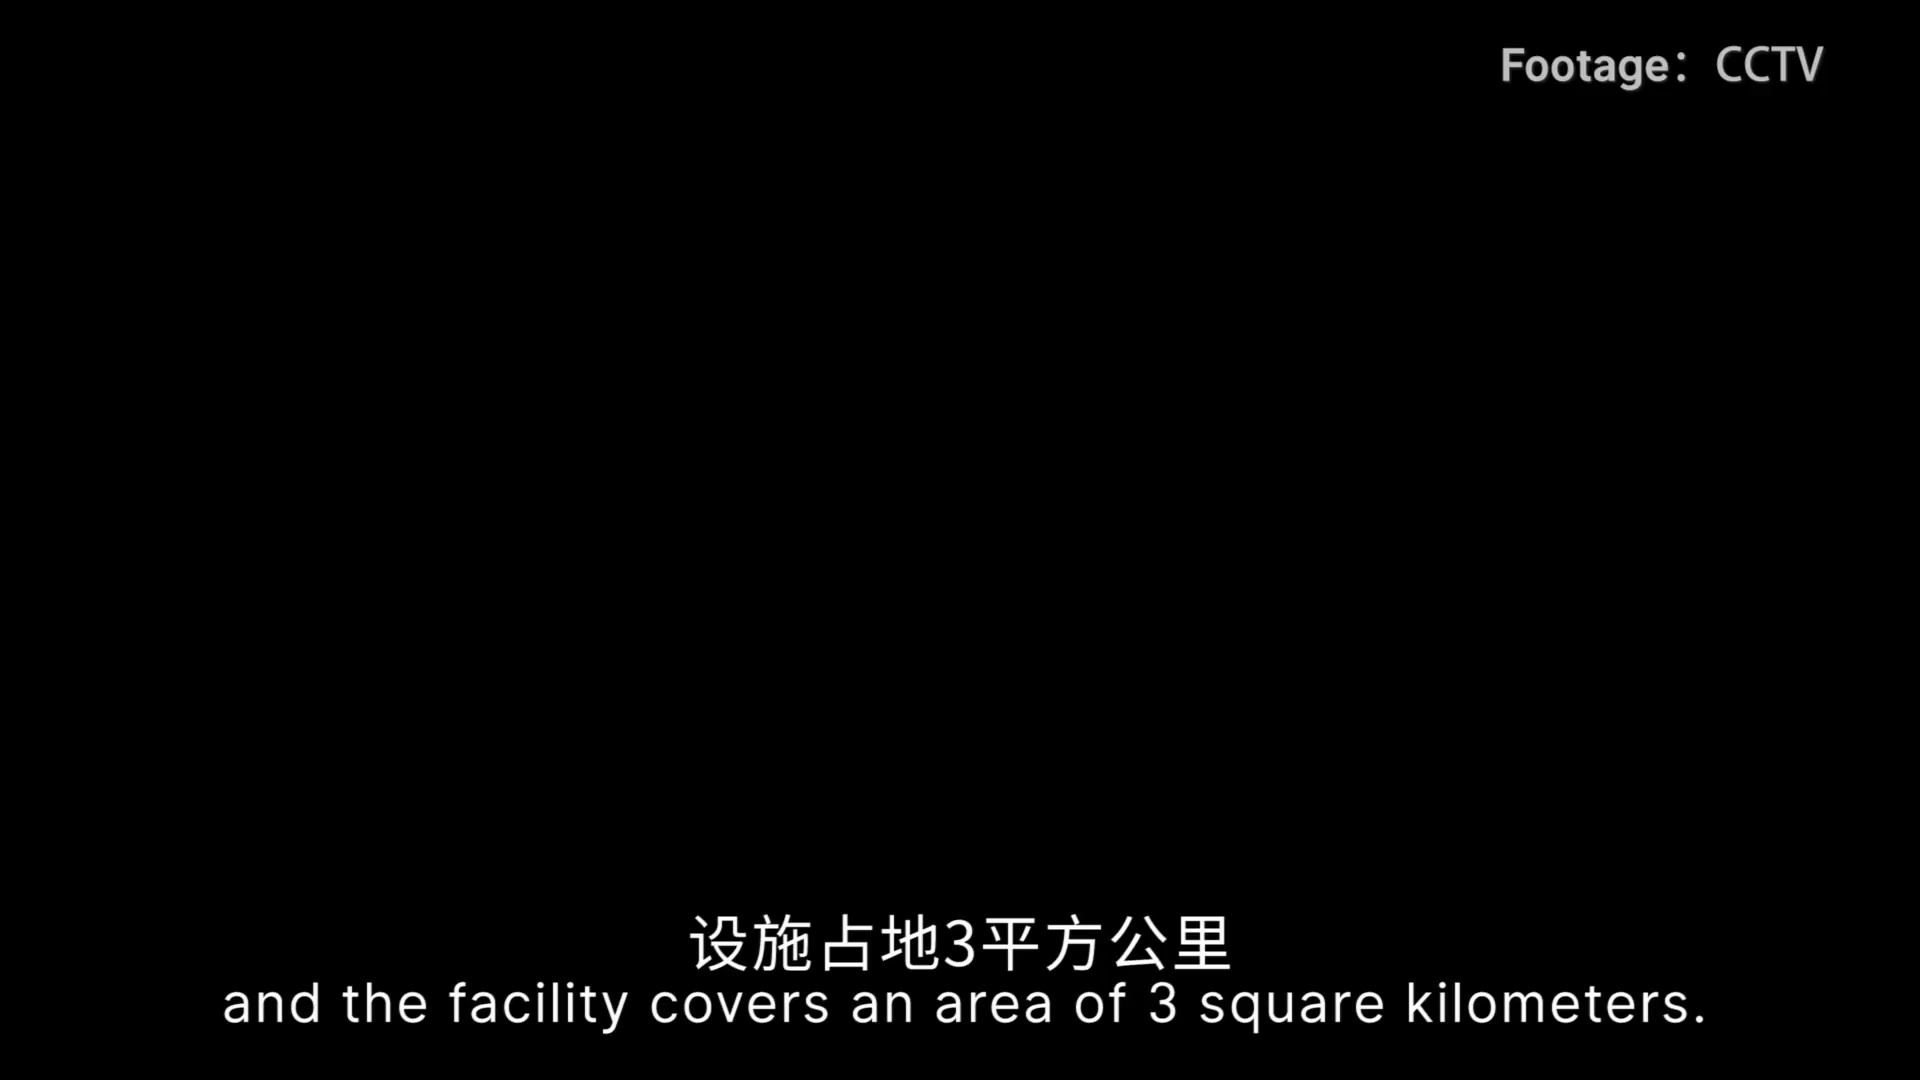 Footage：CCTV
设施占地3平方公里
and the facility covers an area of 3 square kilometers.